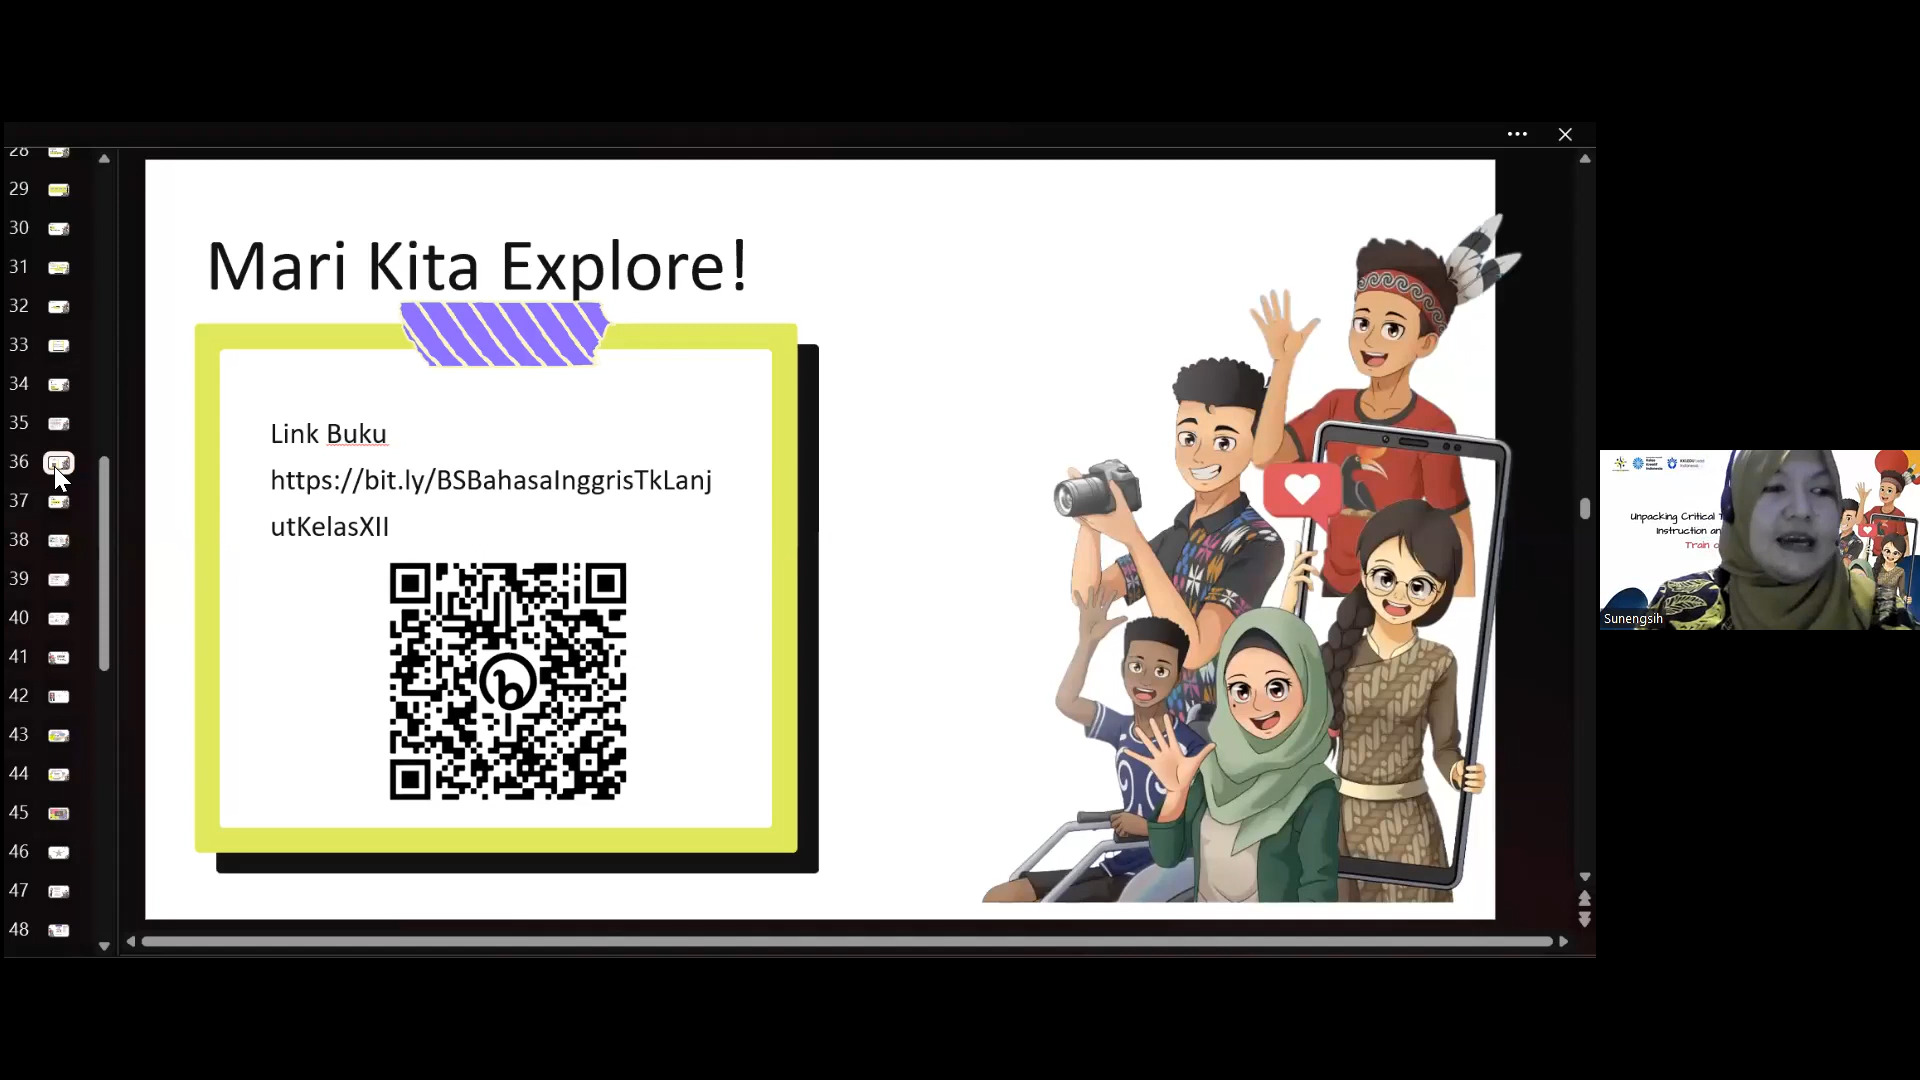 28
29
30
31
32
33
34
35
36
37
38
39
40
41
42
43
44
45
46
47
48
Mari Kita Explore!
Link Buku
https://bit.ly/BSBahasaInggrisTkLanj
utKelasXII
Unpacking Critical T
Instruction an
Train o
Sunengsih